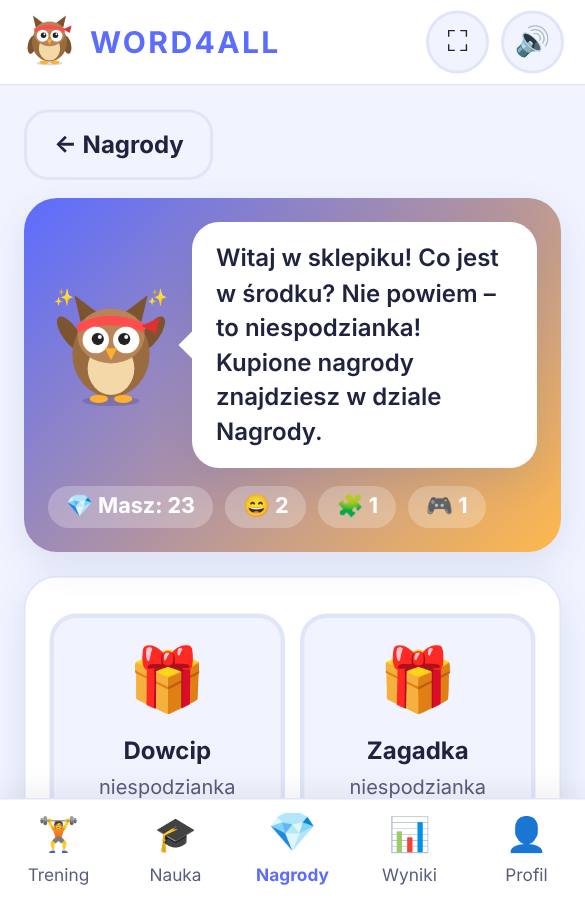 WORD4ALL
← Nagrody
Witaj w sklepiku! Co jest
w środku? Nie powiem –
to niespodzianka!
Kupione nagrody
znajdziesz w dziale
Nagrody.
💎 Masz: 23 😄 2 🧩 1 🎮 1
Dowcip Zagadka
niespodzianka niespodzianka
Trening Nauka Nagrody Wyniki Profil